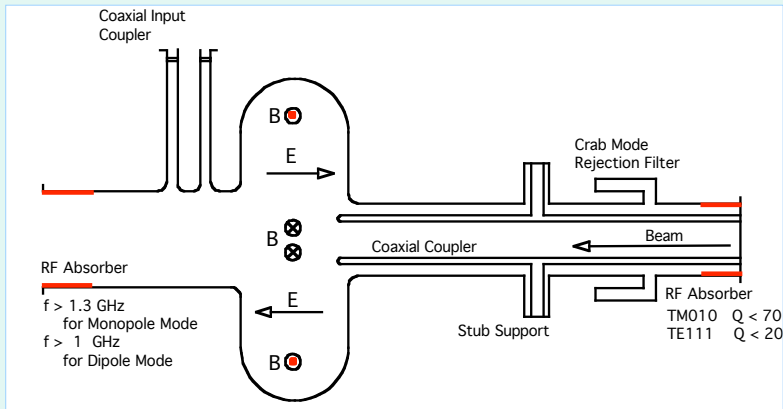 Coaxial Input
Coupler
B
E
Crab Mode
Rejection Filter
B
Coaxial Coupler
Beam
RF Absorber
f > 1.3 GHz
for Monopole Mode
f > 1 GHz
for Dipole Mode
E
B
Stub Support
RF Absorber
TM010 Q < 70
TE111 Q < 20